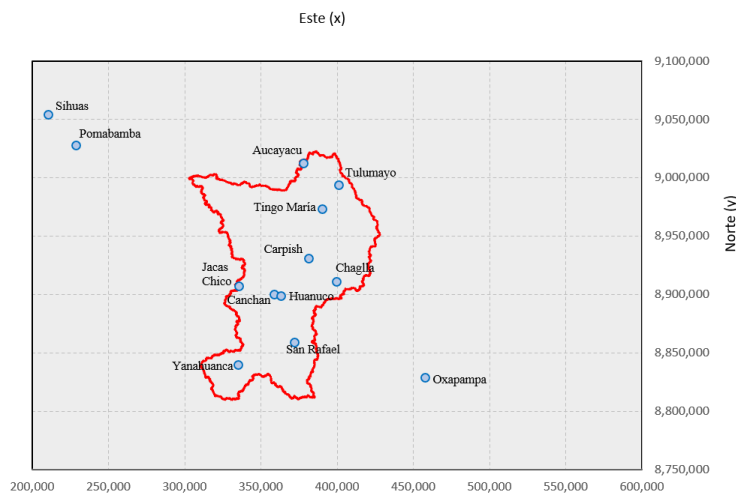 Este (x)
9,100,000
Sihuas
9,050,000
Pomabamba
Aucayacu
9,000,000
Tulumayo
Tingo María
Norte (y)
8,950,000
Carpish
Jacas
Chico
Chaglla
Canchan
Huanuco
8,900,000
San Rafael
8,850,000
Yanahuanca
Oxapampa
8,800,000
8,750,000
200,000 250,000 300,000 350,000 400,000 450,000 500,000 550,000 600,000